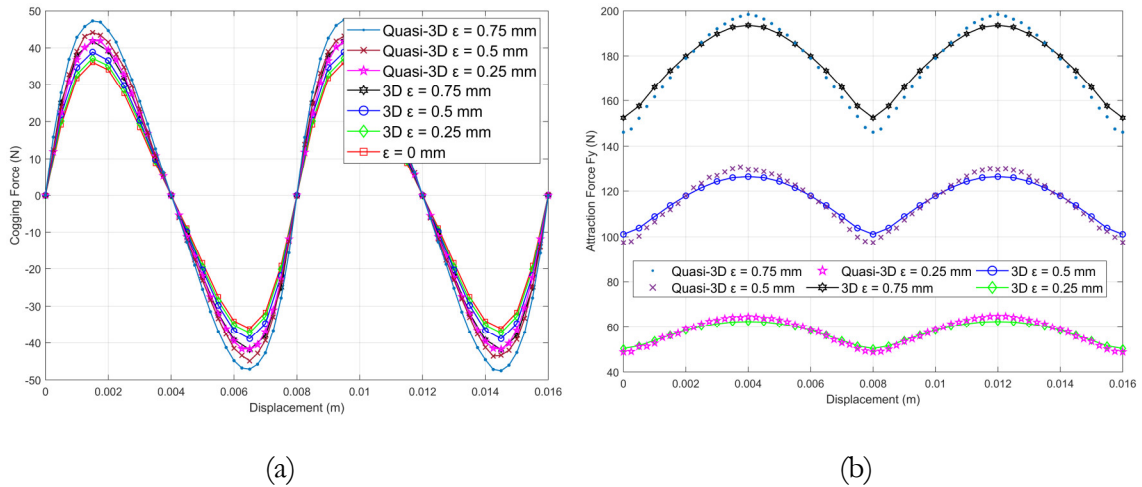 50
40
30
20
10
0
-10
-20
-30
-40
-50
Cogging Force (N)
0
0.002
0.004
0.006
0.008
0.01
0.012
0.014
0.016
Displacement (m)
Quasi-3D ε = 0.75 mm
Quasi-3D ε = 0.5 mm
Quasi-3D ε = 0.25 mm
3D ε = 0.75 mm
3D ε = 0.5 mm
3D ε = 0.25 mm
ε = 0 mm
(a)
200
180
160
140
120
100
80
60
40
Attraction Force Fy (N)
0
0.002
0.004
0.006
0.008
0.01
0.012
0.014
0.016
Displacement (m)
Quasi-3D ε = 0.75 mm
Quasi-3D ε = 0.5 mm
Quasi-3D ε = 0.25 mm
3D ε = 0.75 mm
3D ε = 0.5 mm
3D ε = 0.25 mm
(b)